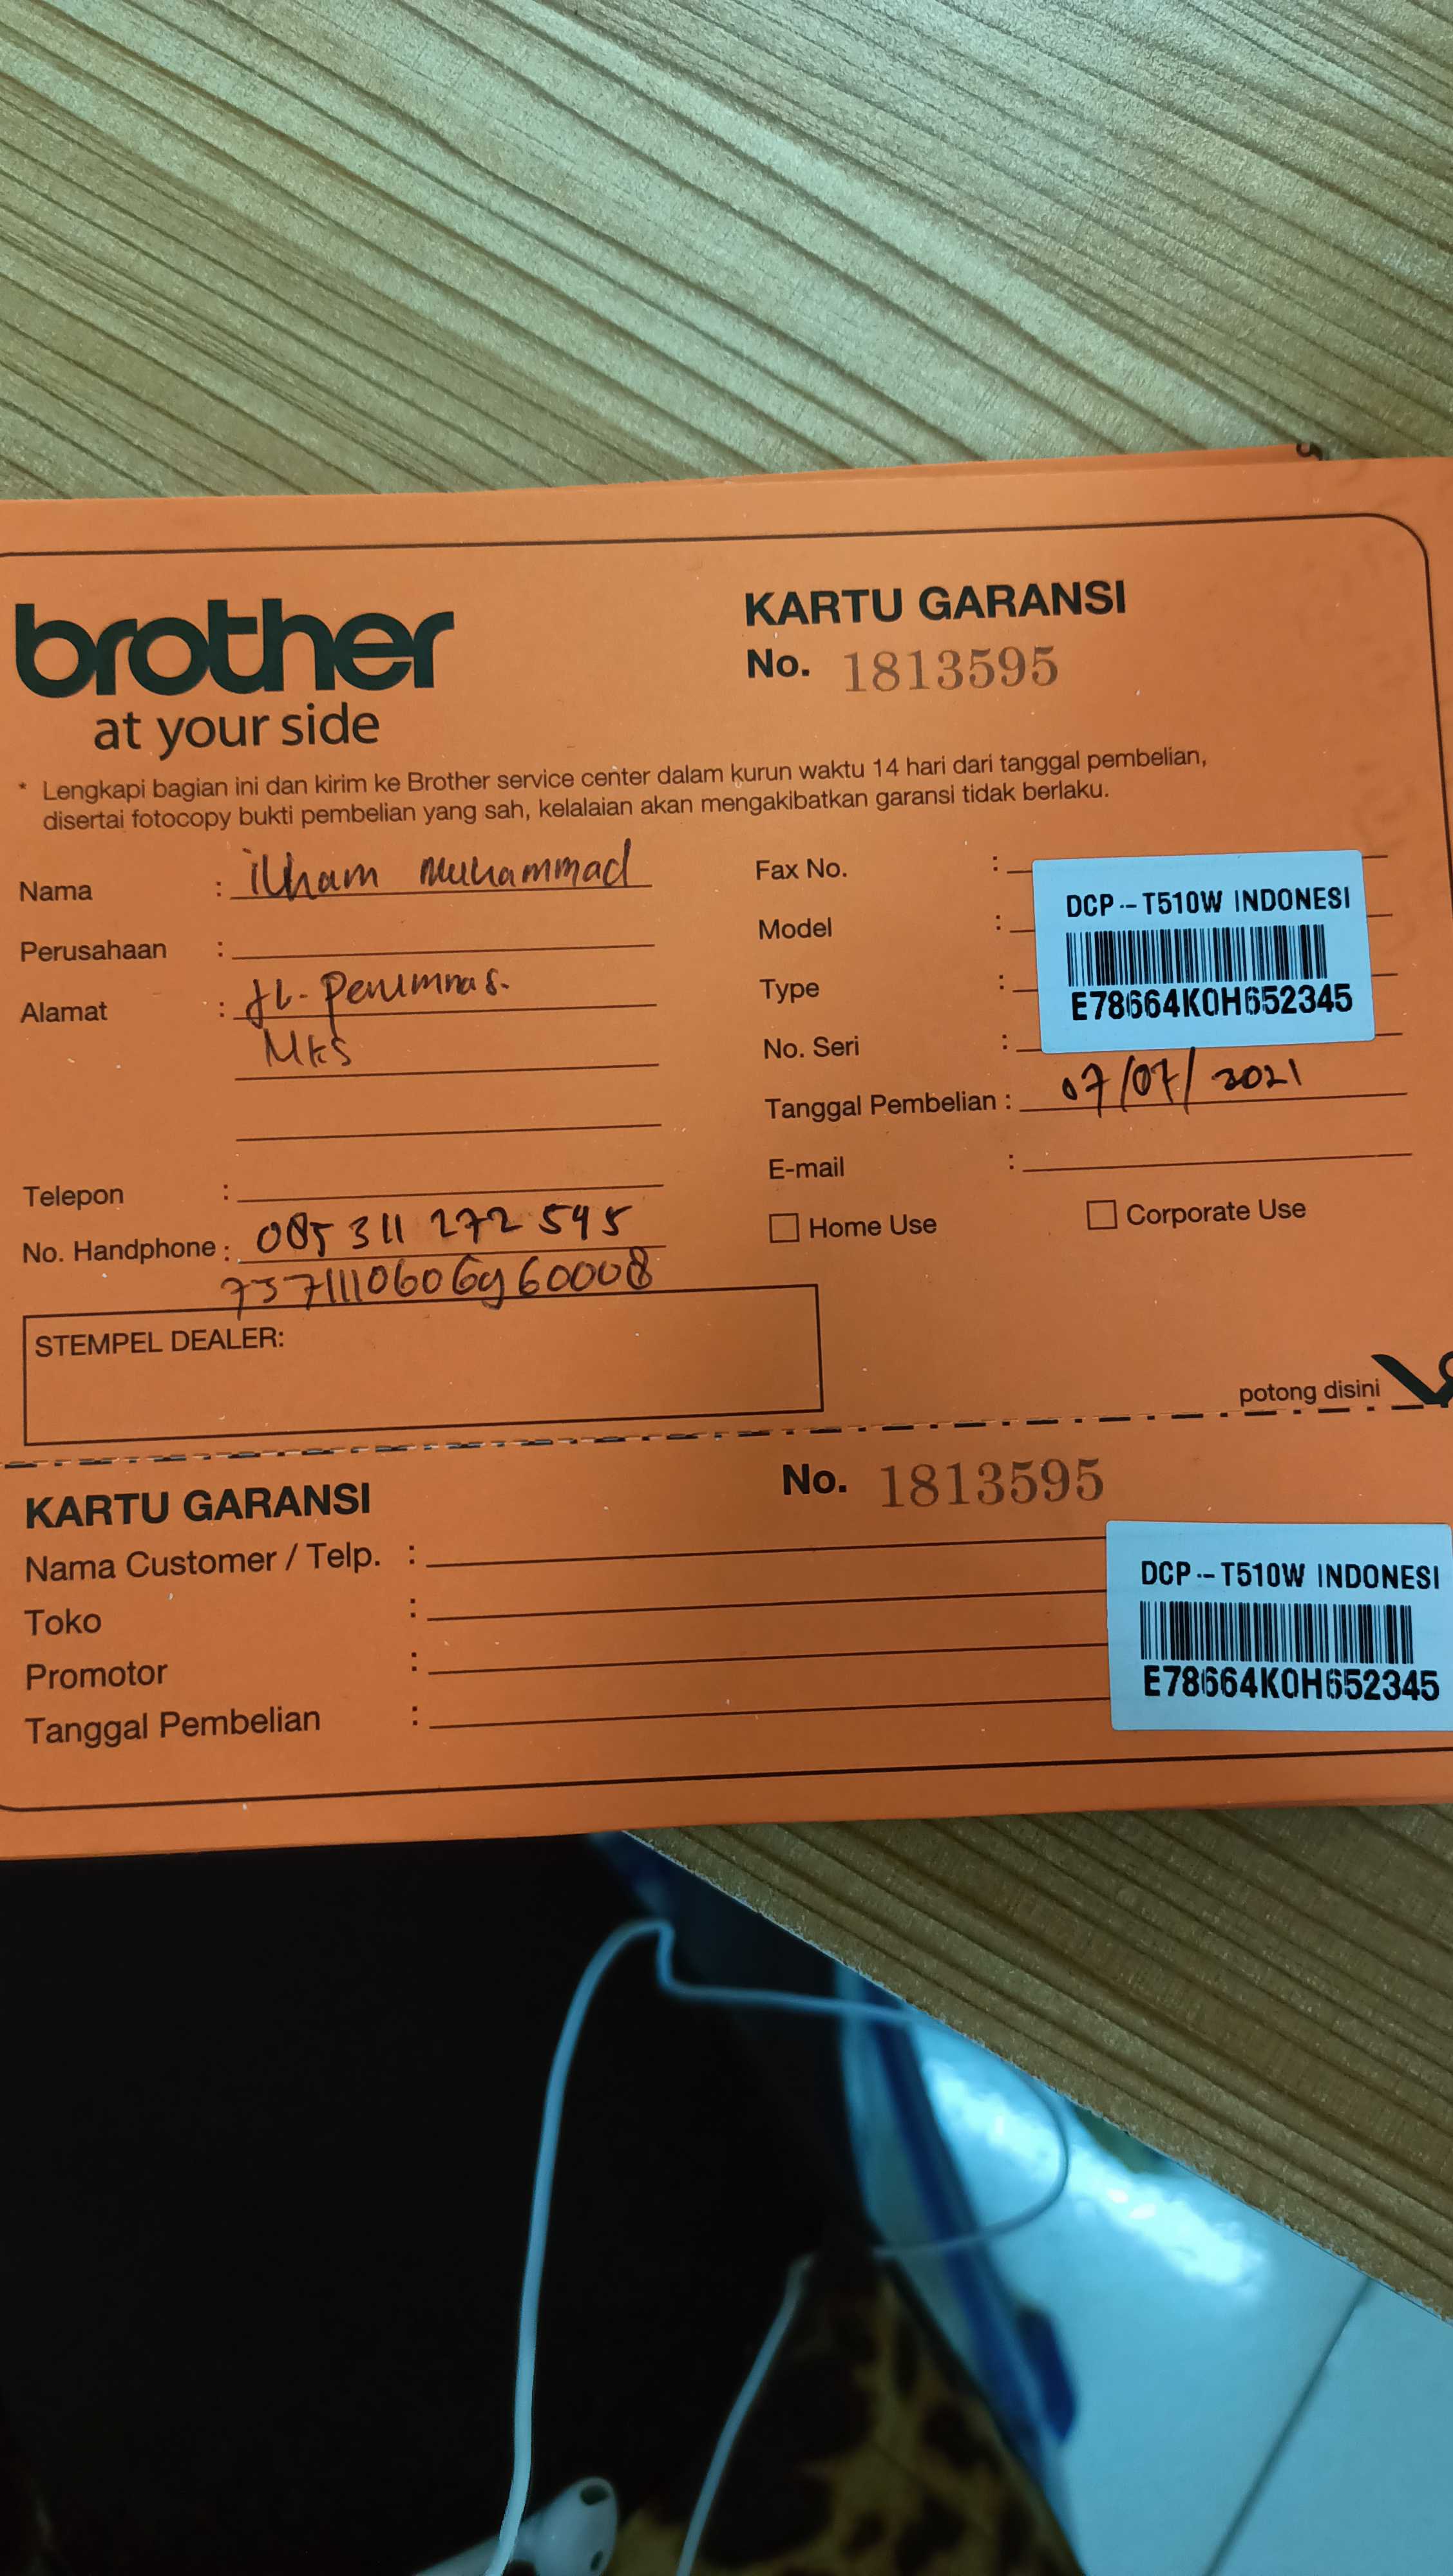 brother
at your side
KARTU GARANSI
No. 1813595
* Lengkapi bagian ini dan kirim ke Brother service center dalam kurun waktu 14 hari dari tanggal pembelian,
disertai fotocopy bukti pembelian yang sah, kelalaian akan mengakibatkan garansi tidak berlaku.
Nama : ilham Muhammad
Perusahaan :
Alamat : JL. Perumnas.
Mks
Telepon :
No. Handphone : 085 311 272 595
7371110606960008
Fax No. :
Model :
Type :
No. Seri :
DCP-T510W INDONESI
E78664K0H652345
Tanggal Pembelian : 07/07/2021
E-mail :
Home Use
Corporate Use
STEMPEL DEALER:
potong disini
KARTU GARANSI
No. 1813595
Nama Customer / Telp. :
Toko :
Promotor :
Tanggal Pembelian :
DCP-T510W INDONESI
E78664K0H652345